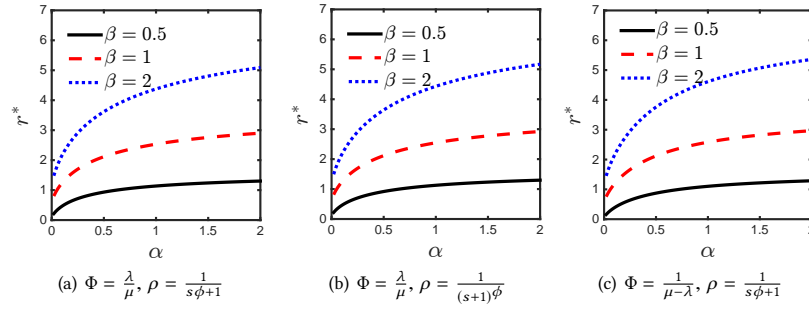 7
6
5
4
3
2
1
0
r*
β = 0.5
β = 1
β = 2
0 0.5 1 1.5 2
α
(a) Φ = λ/μ, ρ = 1/(sϕ+1)
7
6
5
4
3
2
1
0
r*
β = 0.5
β = 1
β = 2
0 0.5 1 1.5 2
α
(b) Φ = λ/μ, ρ = 1/(s+1)^ϕ
7
6
5
4
3
2
1
0
r*
β = 0.5
β = 1
β = 2
0 0.5 1 1.5 2
α
(c) Φ = 1/(μ−λ), ρ = 1/(sϕ+1)